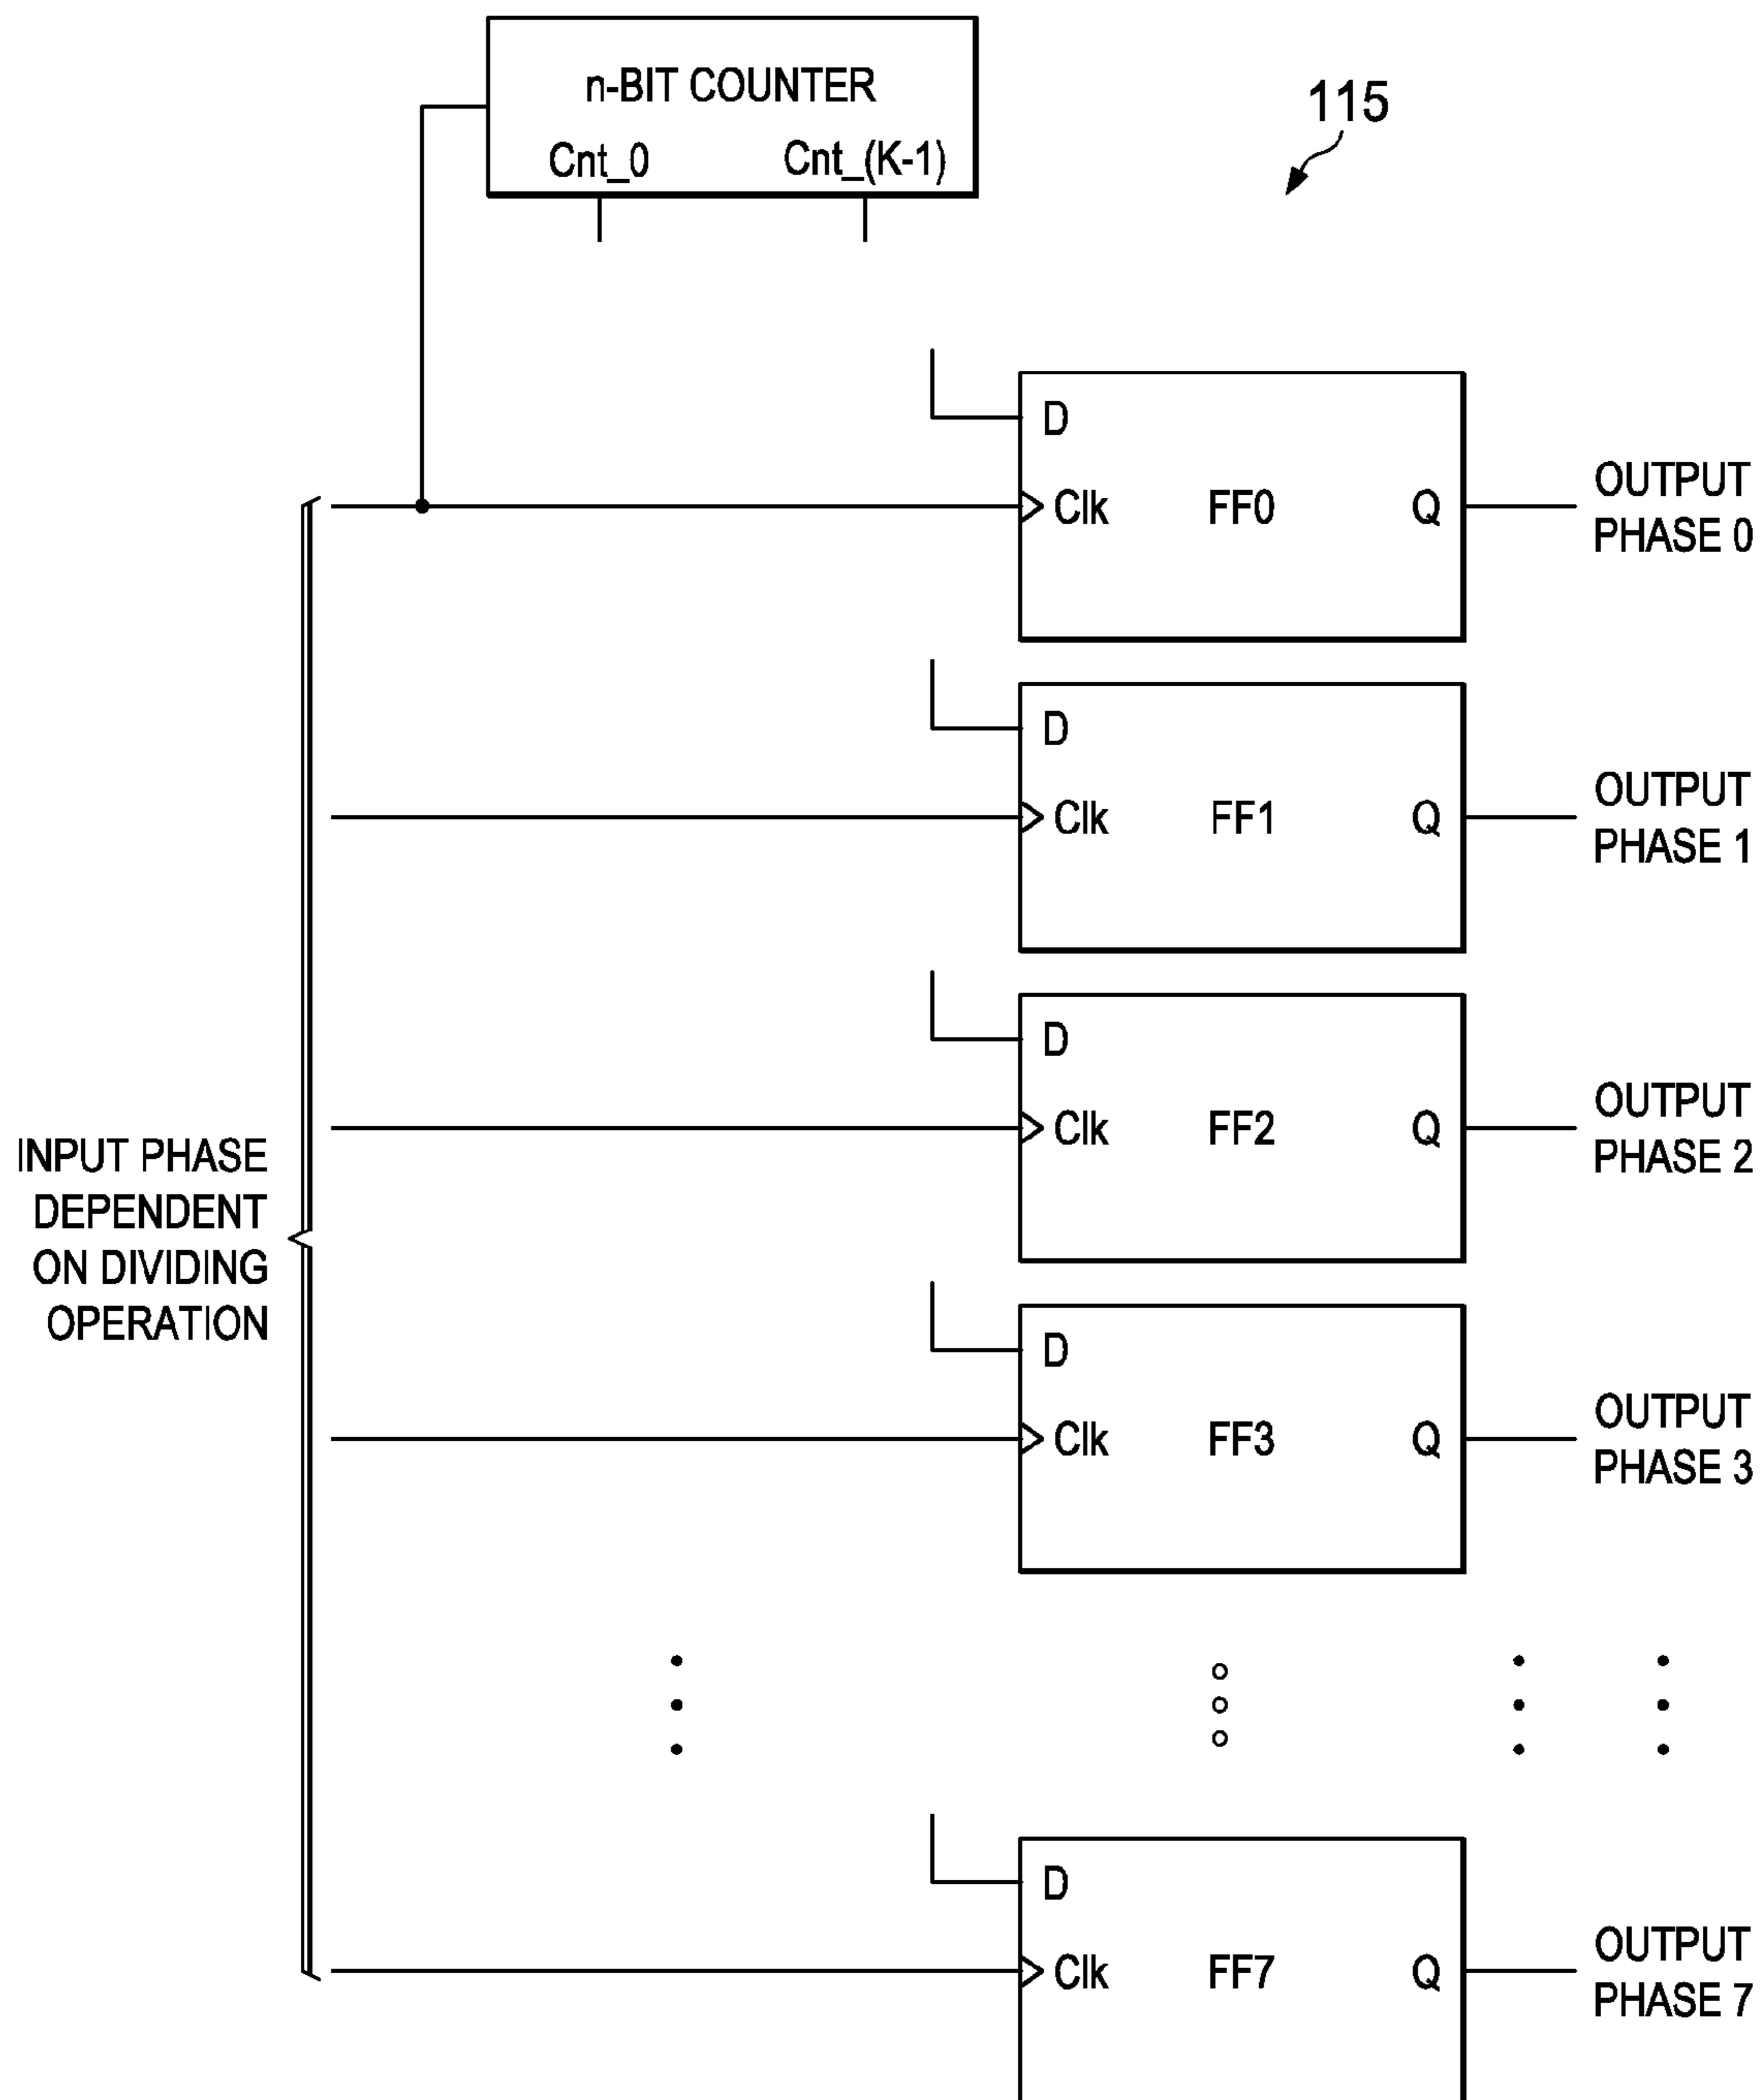 n-BIT COUNTER
Cnt_0 Cnt_(K-1)
115
D
Clk FF0 Q
OUTPUT
PHASE 0
D
Clk FF1 Q
OUTPUT
PHASE 1
D
Clk FF2 Q
OUTPUT
PHASE 2
INPUT PHASE
DEPENDENT
ON DIVIDING
OPERATION
D
Clk FF3 Q
OUTPUT
PHASE 3
D
Clk FF7 Q
OUTPUT
PHASE 7